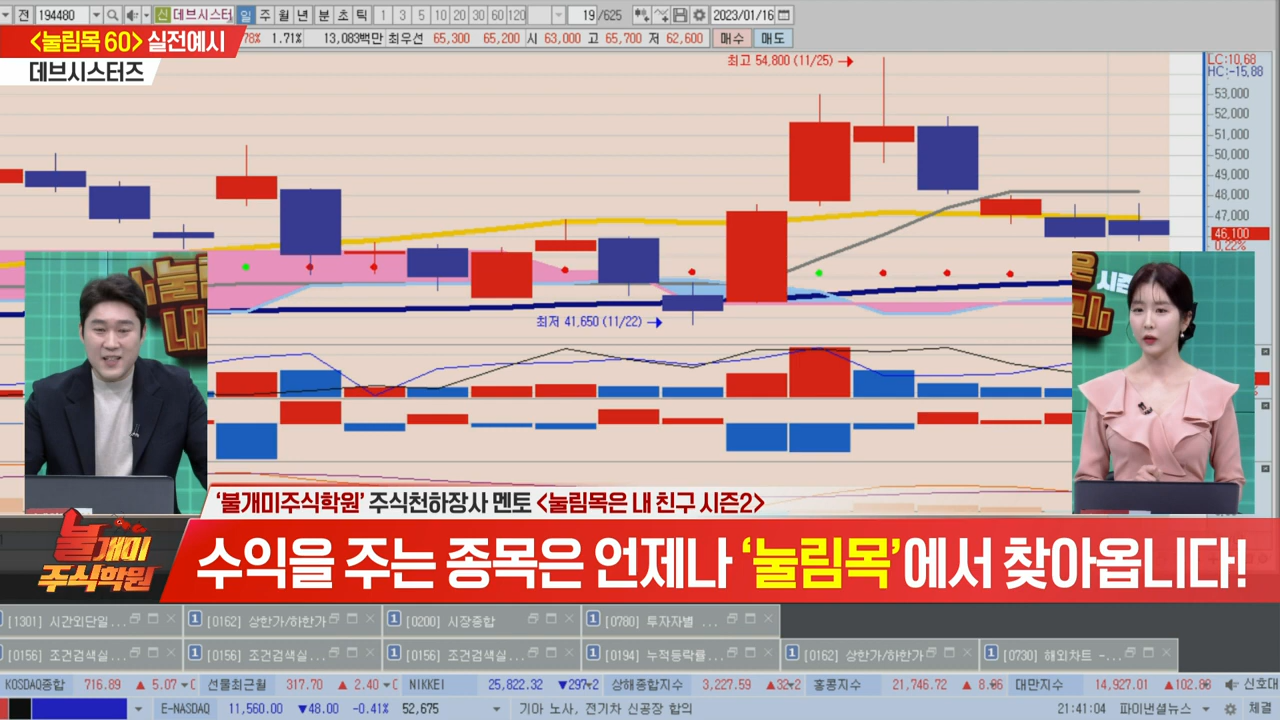 전 194480 신 데브시스터 일 주 월 년 분 초 틱 1 3 5 10 20 30 60 120 19 /625 2023/01/16
78% 1.71% 13,083백만 최우선 65,300 65,200 시 63,000 고 65,700 저 62,600 매수 매도
<눌림목 60> 실전예시
데브시스터즈
최고 54,800 (11/25)
LC:10.68
HC:-15.88
53,000
52,000
51,000
50,000
49,000
48,000
47,000
46,100
0.22%
최저 41,650 (11/22)
'불개미주식학원' 주식천하장사 멘토 <눌림목은 내 친구 시즌2>
불개미
주식학원
수익을 주는 종목은 언제나 '눌림목'에서 찾아옵니다!
[1301] 시간외단일... 1 [0162] 상한가/하한가 1 [0200] 시장종합 1 [0780] 투자자별 ...
[0156] 조건검색실... 1 [0156] 조건검색실... 1 [0156] 조건검색실... 1 [0194] 누적등락률... 1 [0162] 상한가/하한가 1 [0730] 해외차트 -...
KOSDAQ종합 716.89 ▲ 5.07 선물최근월 317.70 ▲ 2.40 NIKKEI 25,822.32 ▼297 상해종합지수 3,227.59 ▲32 홍콩지수 21,746.72 ▲ 8 대만지수 14,927.01 ▲102 신호대
E-NASDAQ 11,560.00 ▼48.00 -0.41% 52,675 기아 노사, 전기차 신공장 합의 21:41:04 파이낸셜뉴스 체결